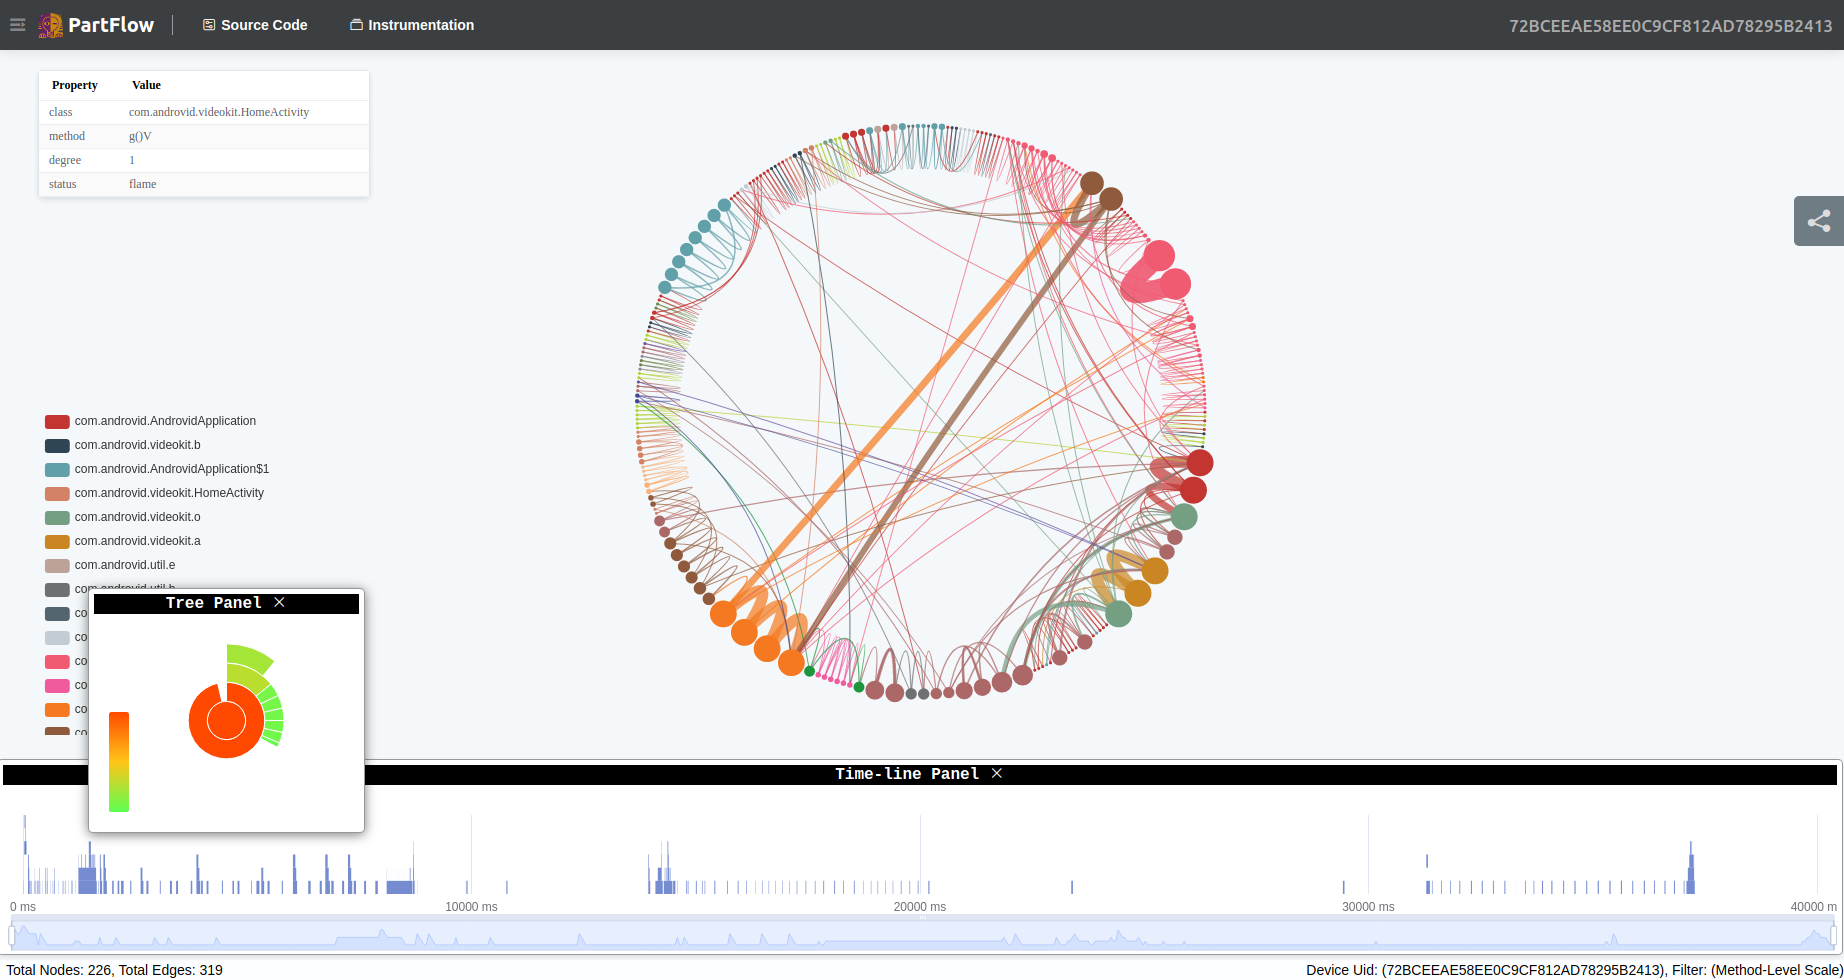 PartFlow Source Code Instrumentation 72BCEEAE58EE0C9CF812AD78295B2413
Property Value
class com.androvid.videokit.HomeActivity
method g()V
degree 1
status flame
com.androvid.AndrovidApplication
com.androvid.videokit.b
com.androvid.AndrovidApplication$1
com.androvid.videokit.HomeActivity
com.androvid.videokit.o
com.androvid.videokit.a
com.androvid.util.e
com.androvid.util.b
co
co
co
co
co
co
Tree Panel ×
Time-line Panel ×
0 ms 10000 ms 20000 ms 30000 ms 40000 m
Total Nodes: 226, Total Edges: 319 Device Uid: (72BCEEAE58EE0C9CF812AD78295B2413), Filter: (Method-Level Scale)